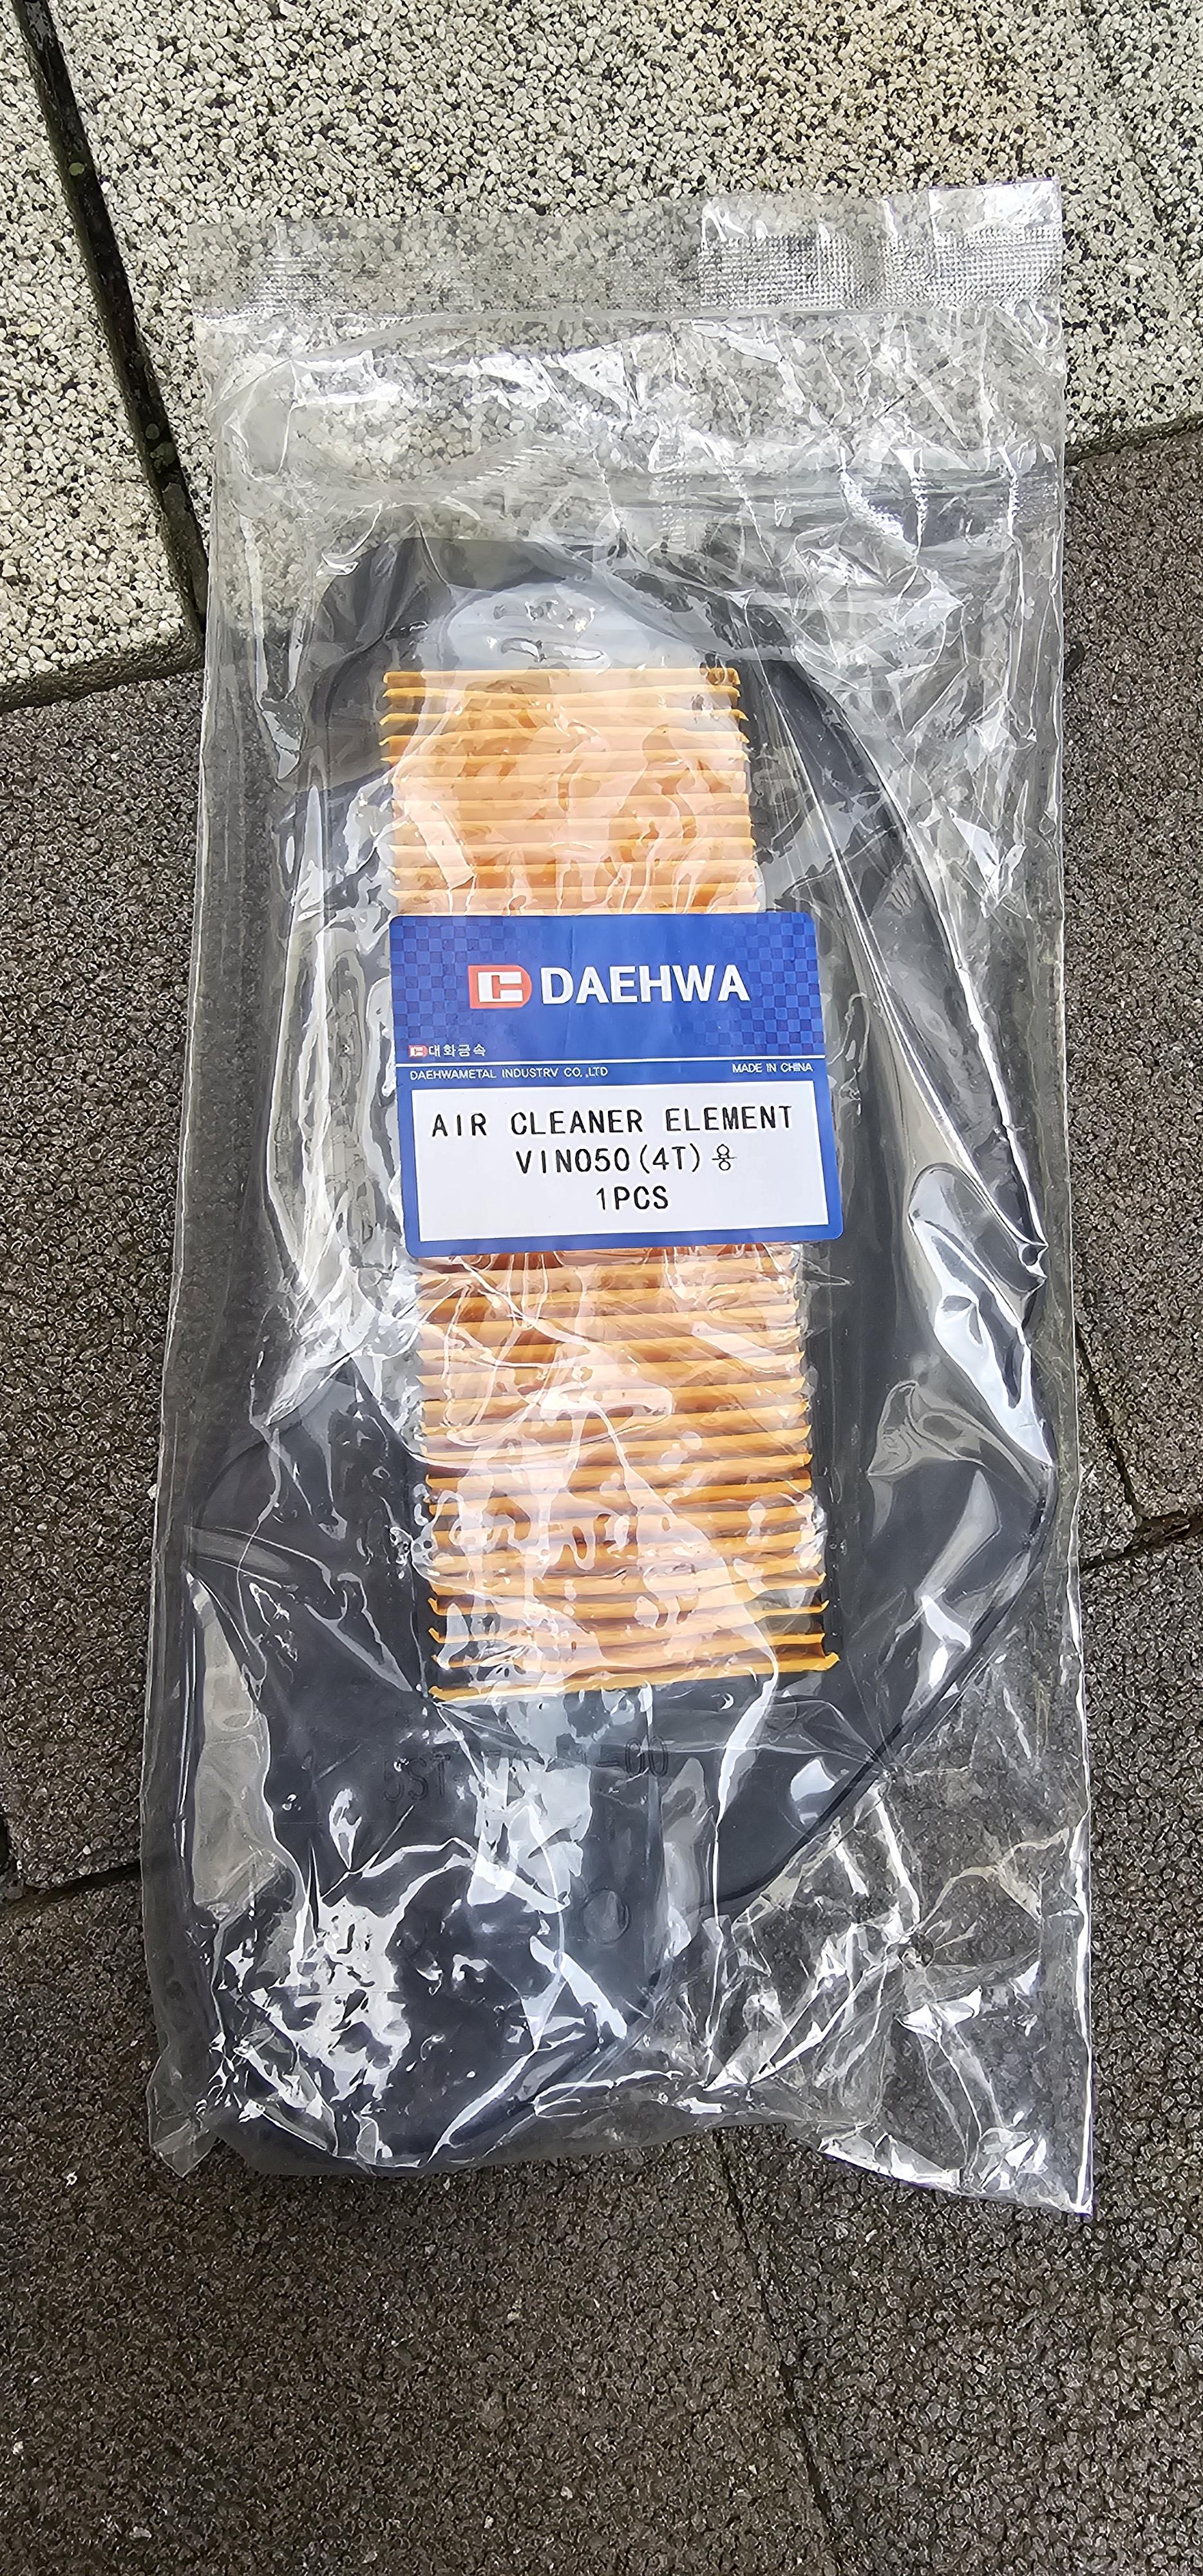 DAEHWA
대화금속
DAEHWAMETAL INDUSTRV CO.,LTD MADE IN CHINA
AIR CLEANER ELEMENT
VINO50(4T)용
1PCS